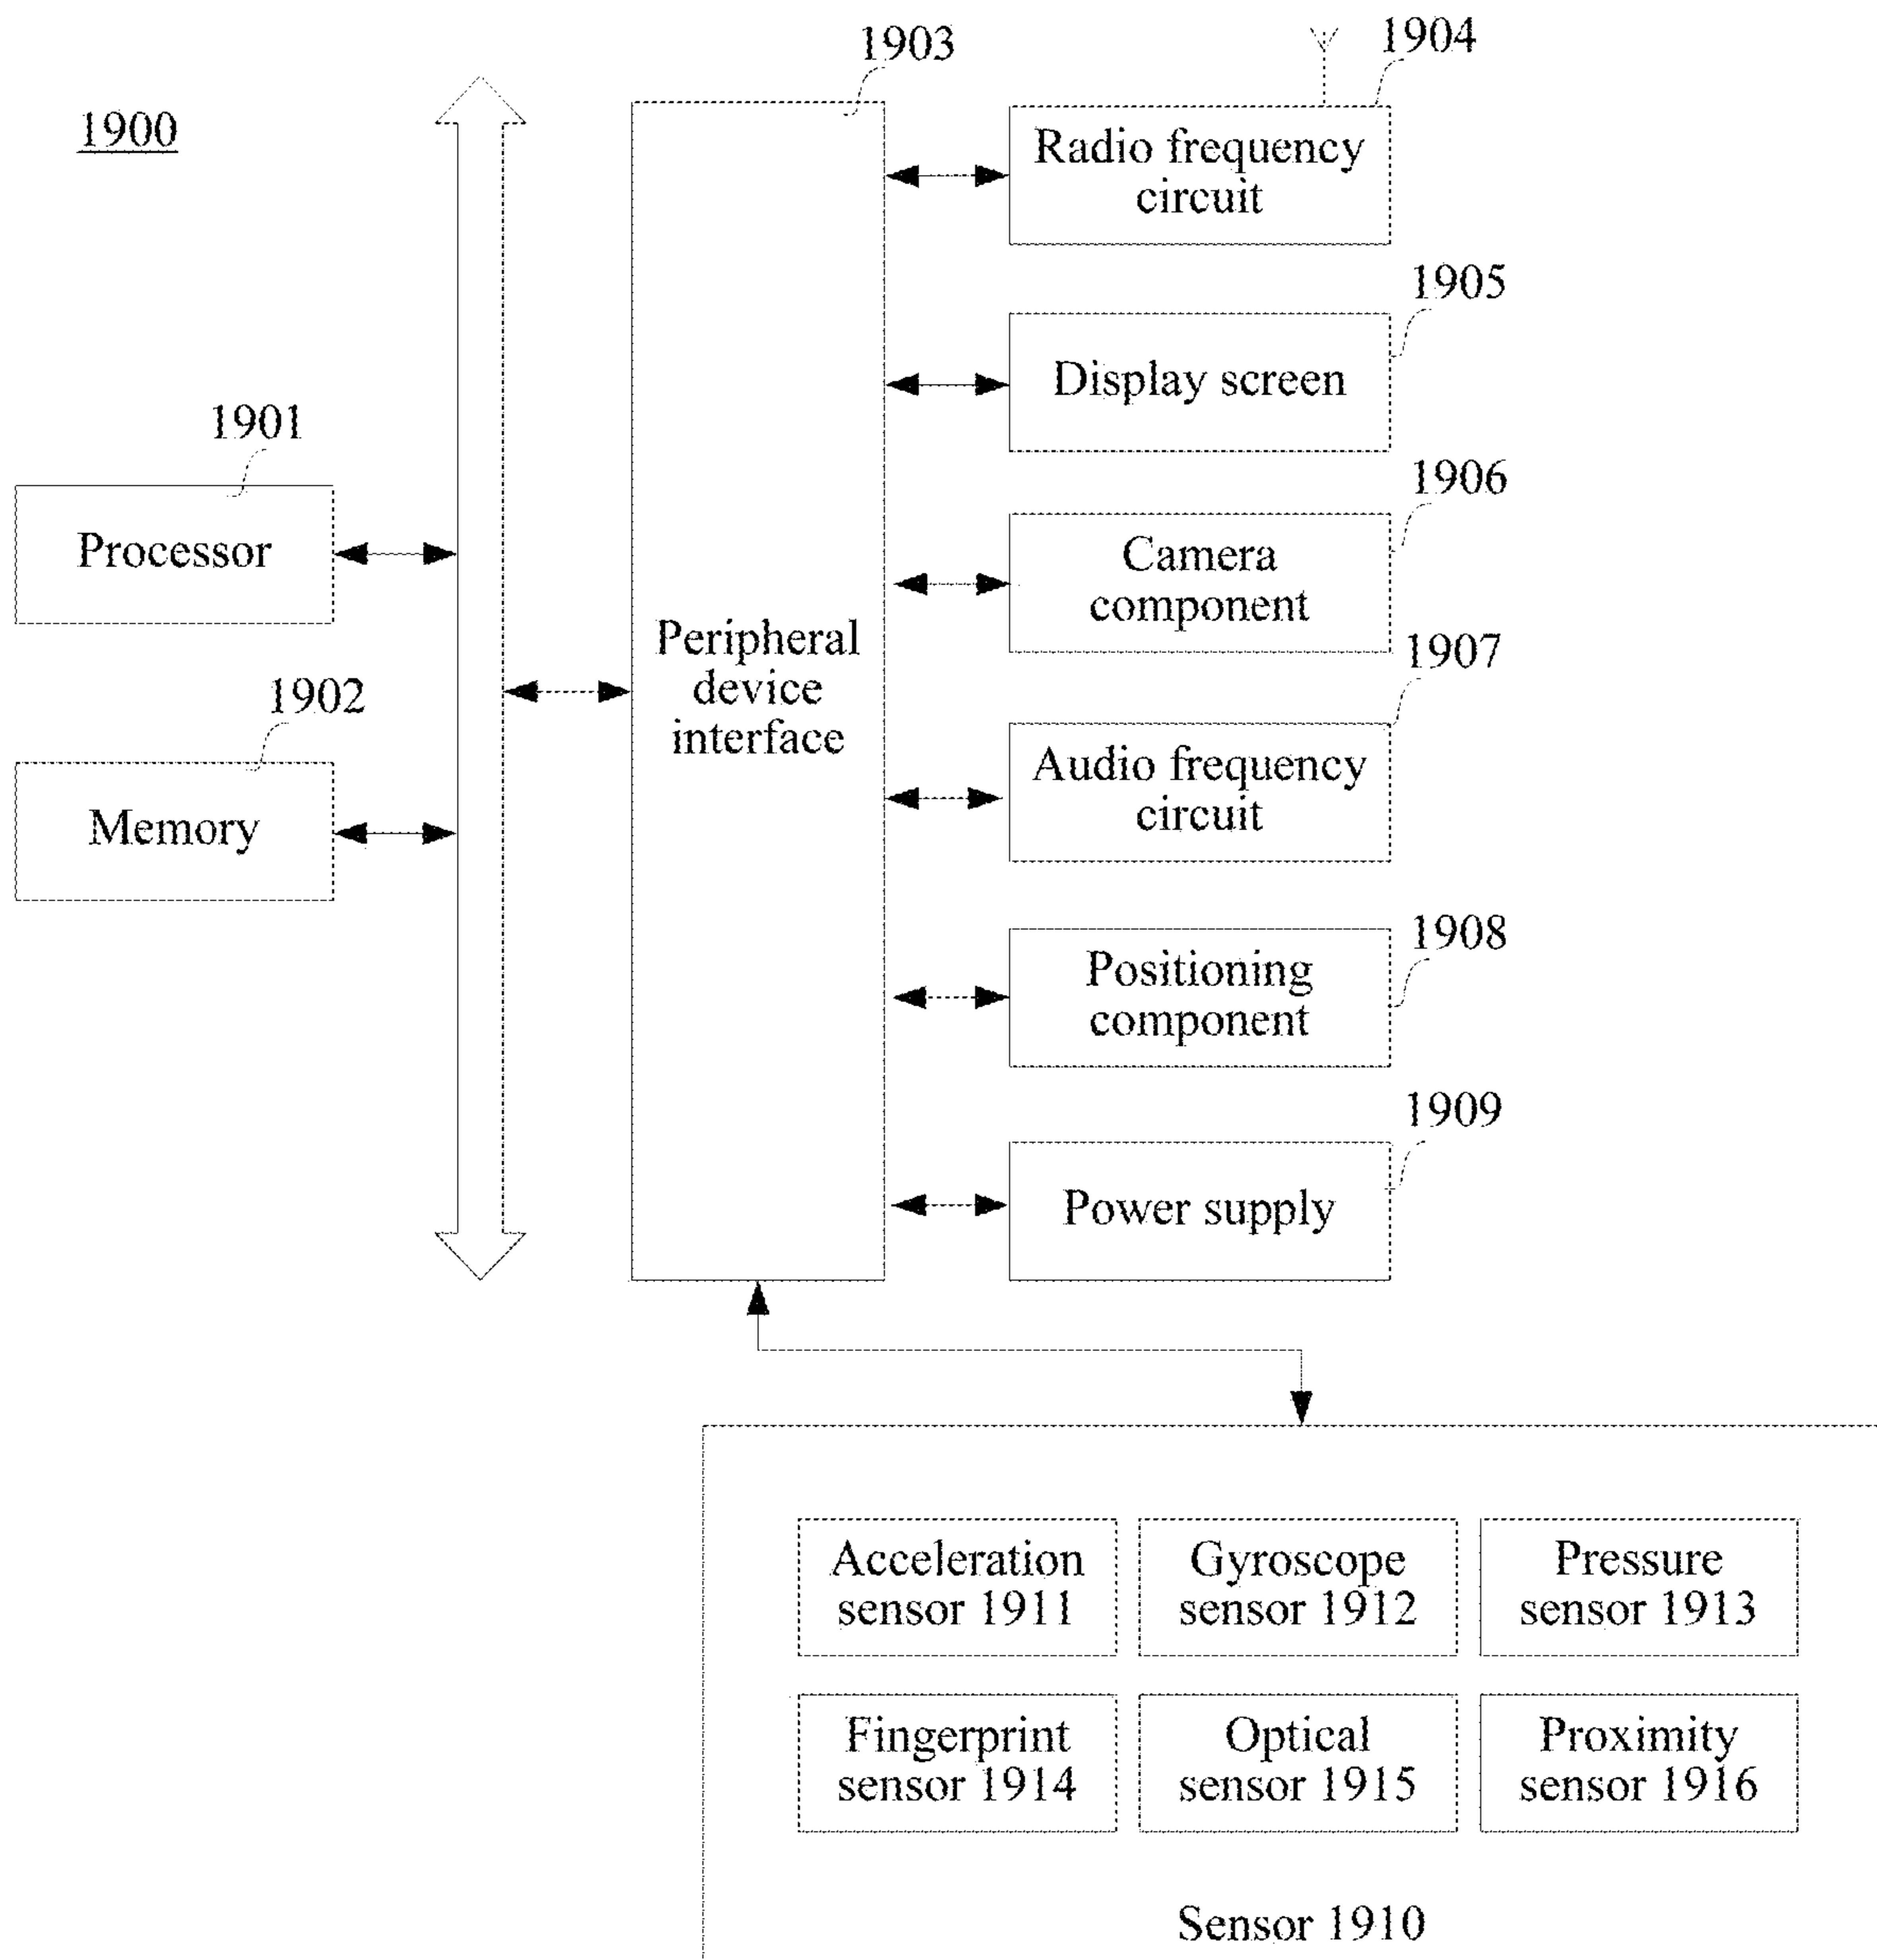 1900
1903
1904
Radio frequency
circuit
1905
Display screen
1901
Processor
1906
Camera
component
Peripheral
device
interface
1902
Memory
1907
Audio frequency
circuit
1908
Positioning
component
1909
Power supply
Acceleration
sensor 1911
Gyroscope
sensor 1912
Pressure
sensor 1913
Fingerprint
sensor 1914
Optical
sensor 1915
Proximity
sensor 1916
Sensor 1910